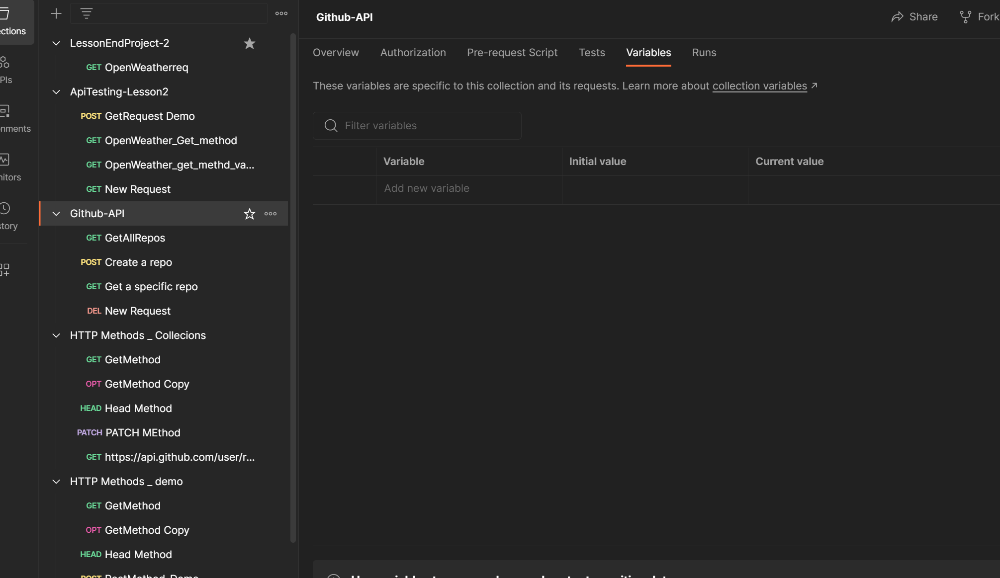 ctions
PIs
nments
nitors
story
LessonEndProject-2
GET OpenWeatherreq
ApiTesting-Lesson2
POST GetRequest Demo
GET OpenWeather_Get_method
GET OpenWeather_get_methd_va...
GET New Request
Github-API
GET GetAllRepos
POST Create a repo
GET Get a specific repo
DEL New Request
HTTP Methods _ Collecions
GET GetMethod
OPT GetMethod Copy
HEAD Head Method
PATCH PATCH MEthod
GET https://api.github.com/user/r...
HTTP Methods _ demo
GET GetMethod
OPT GetMethod Copy
HEAD Head Method
Github-API
Share Fork
Overview Authorization Pre-request Script Tests Variables Runs
These variables are specific to this collection and its requests. Learn more about collection variables ↗
Filter variables
Variable Initial value Current value
Add new variable